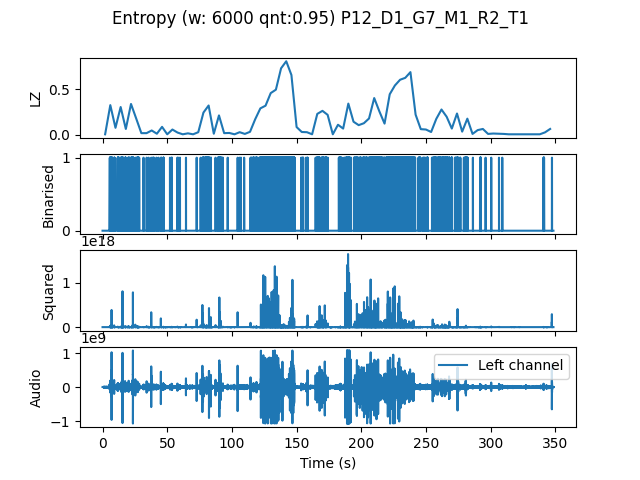 Entropy (w: 6000 qnt:0.95) P12_D1_G7_M1_R2_T1
LZ
0.5
0.0
Binarised
1
0
1e18
Squared
1
0
1e9
Audio
1
0
−1
Left channel
0 50 100 150 200 250 300 350
Time (s)